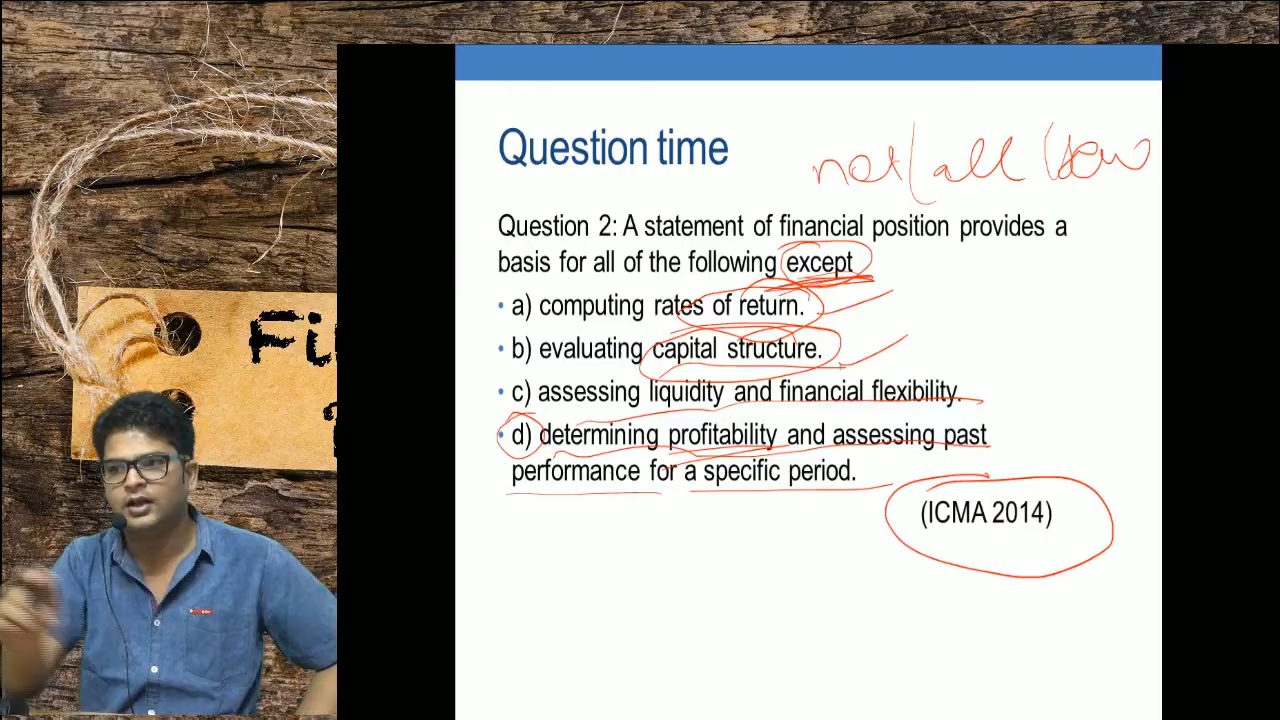 Question time
not all
Question 2: A statement of financial position provides a
basis for all of the following except
• a) computing rates of return.
• b) evaluating capital structure.
• c) assessing liquidity and financial flexibility.
• d) determining profitability and assessing past
performance for a specific period.
(ICMA 2014)
Fi